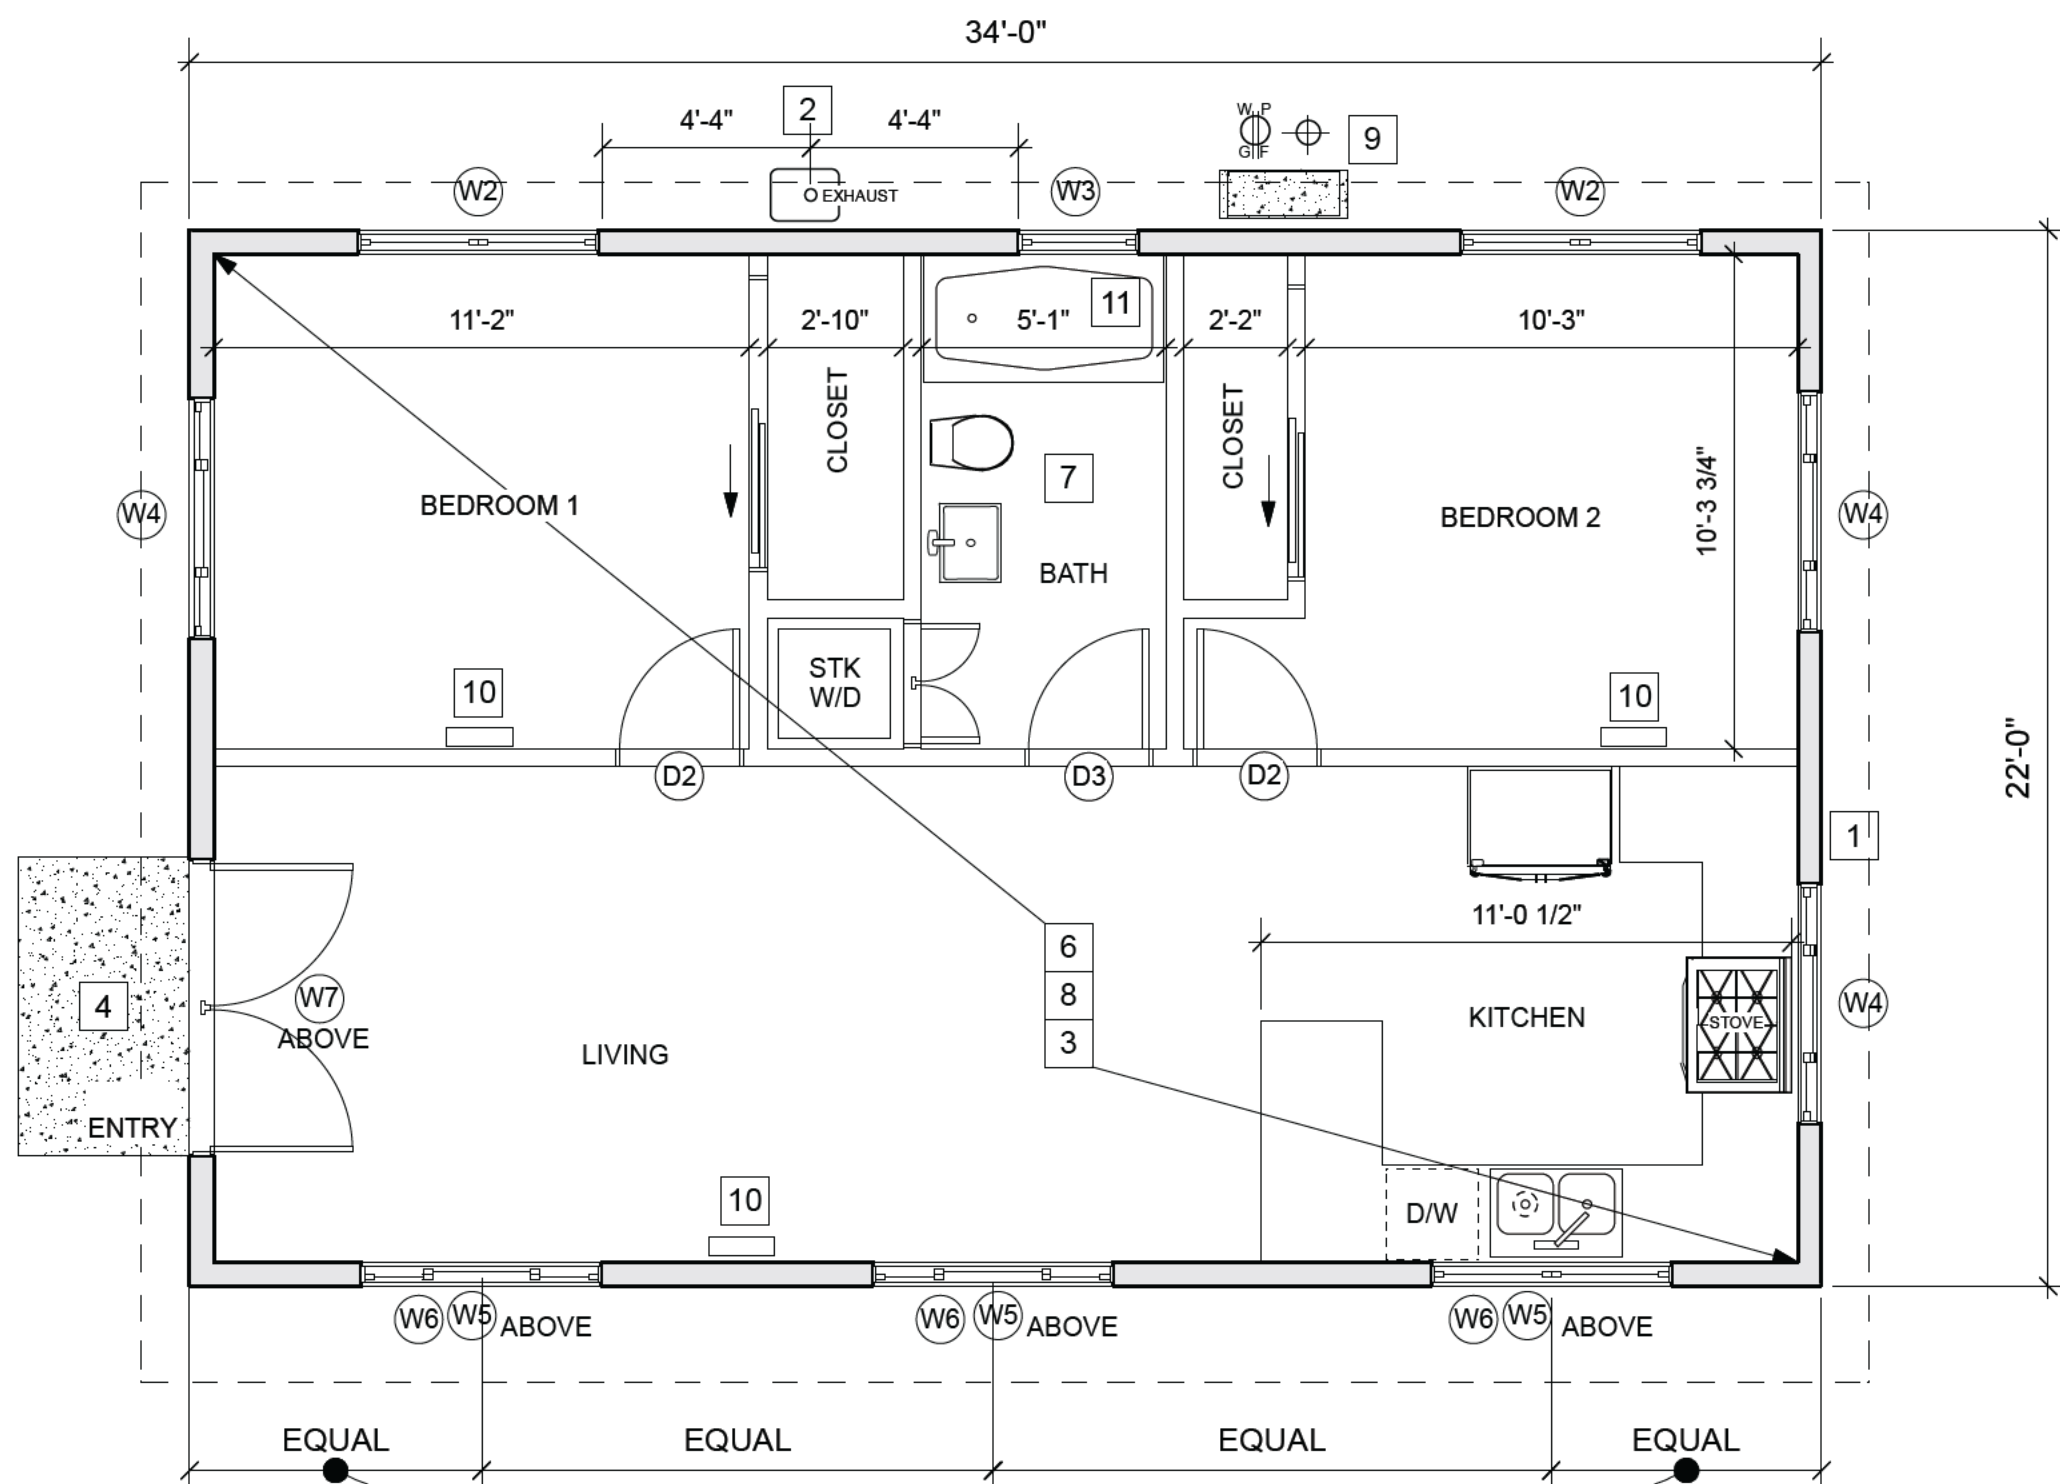 34'-0"
4'-4"
2
4'-4"
W P
G F
9
W2
EXHAUST
W3
W2
11'-2"
2'-10"
5'-1"
11
2'-2"
10'-3"
CLOSET
CLOSET
W4
BEDROOM 1
7
BEDROOM 2
10'-3 3/4"
W4
BATH
10
STK
W/D
10
22'-0"
D2
D3
D2
1
11'-0 1/2"
6
8
3
4
W7
ABOVE
LIVING
KITCHEN
STOVE
W4
ENTRY
10
D/W
W6 W5 ABOVE
W6 W5 ABOVE
W6 W5 ABOVE
EQUAL
EQUAL
EQUAL
EQUAL